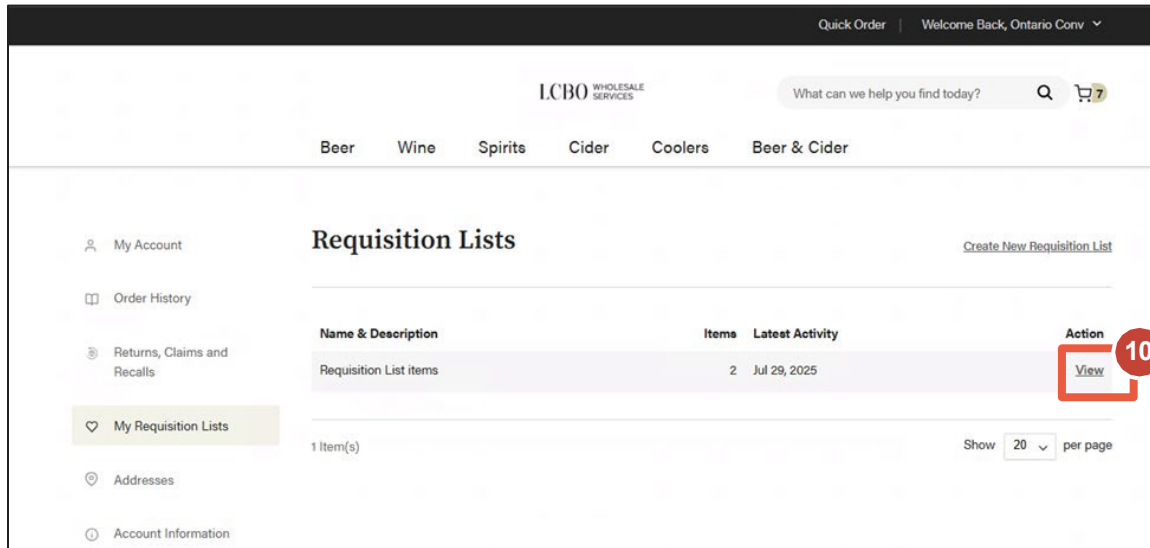 Quick Order | Welcome Back, Ontario Conv
LCBO WHOLESALE SERVICES
What can we help you find today?
7
Beer Wine Spirits Cider Coolers Beer & Cider
My Account
Order History
Returns, Claims and
Recalls
My Requisition Lists
Addresses
Account Information
Requisition Lists
Create New Requisition List
Name & Description Items Latest Activity Action
Requisition List items 2 Jul 29, 2025 View
10
1 Item(s)
Show 20 per page